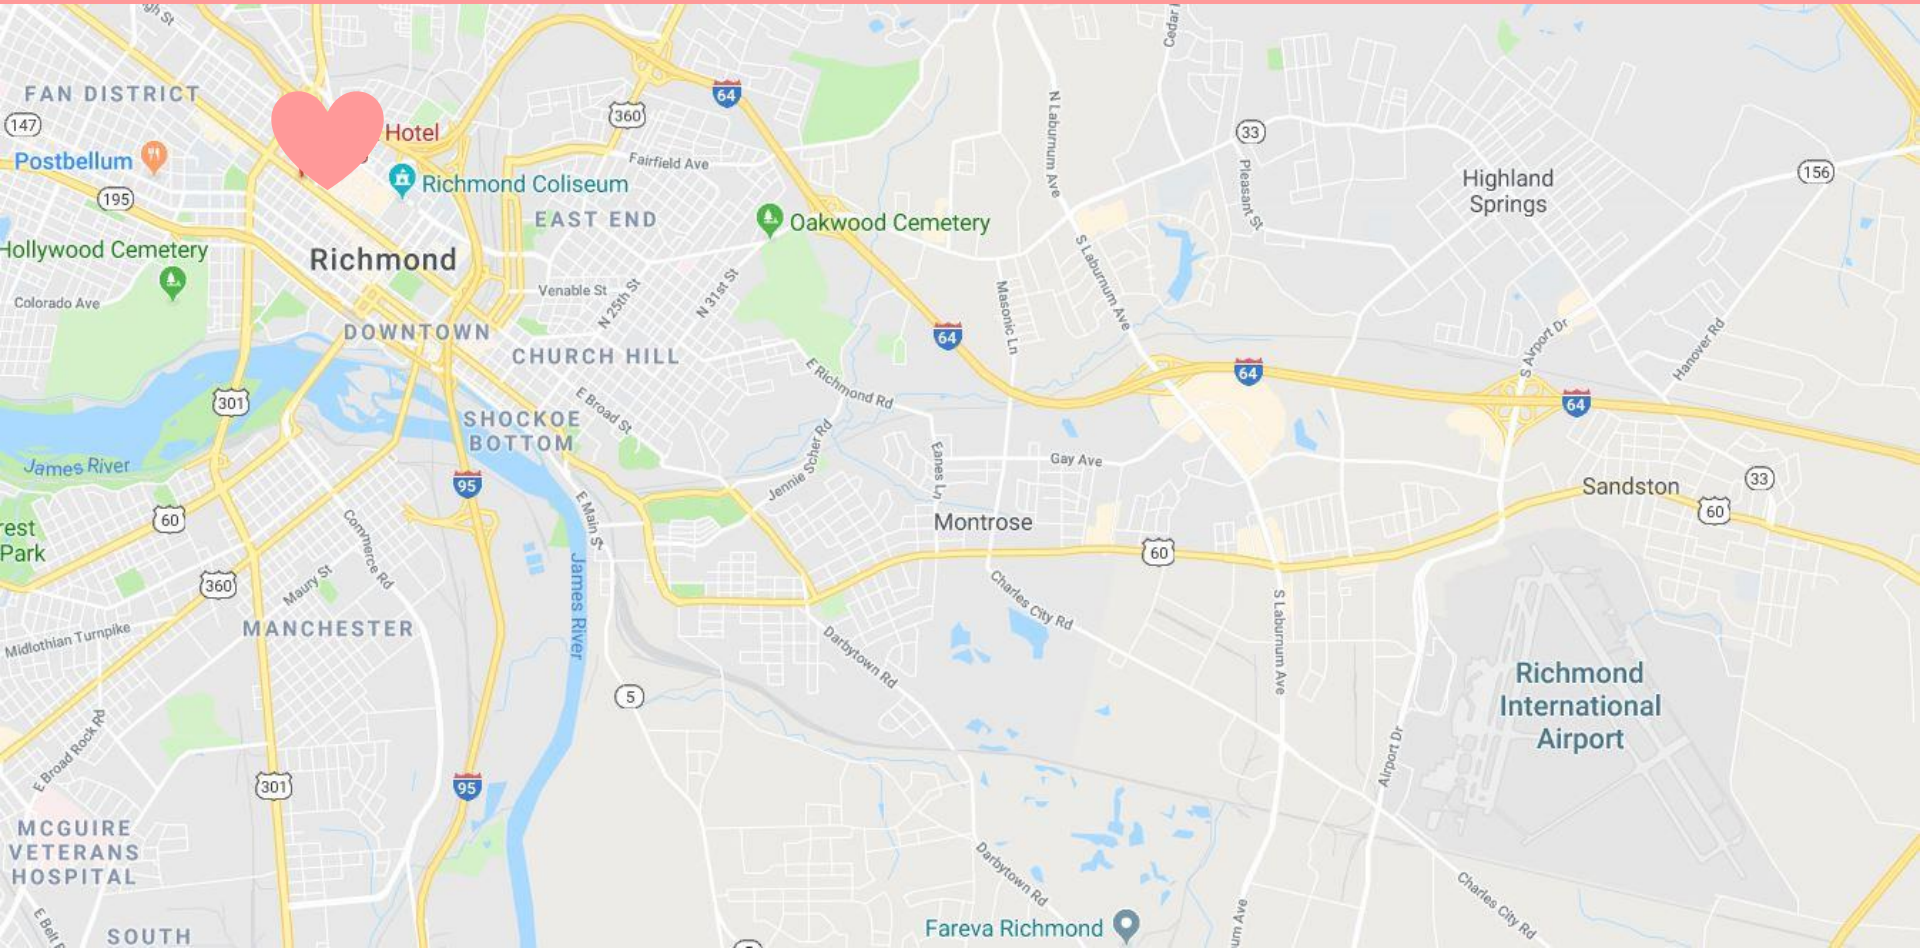 FAN DISTRICT
147
Postbellum
195
Hotel
Richmond Coliseum
64
360
Fairfield Ave
EAST END
Oakwood Cemetery
Hollywood Cemetery
Richmond
Colorado Ave
Venable St
N 25th St
N 31st St
DOWNTOWN
CHURCH HILL
N Laburnum Ave
33
Pleasant St
Highland
Springs
156
S Laburnum Ave
Masonic Ln
64
64
S Airport Dr
Hanover Rd
64
301
E Richmond Rd
E Broad St
SHOCKOE
BOTTOM
James River
95
Jennie Scher Rd
Eanes Ln
Gay Ave
Sandston
33
60
60
Park
E Main St
Montrose
60
Commerce Rd
360
Maury St
James River
Charles City Rd
MANCHESTER
Midlothian Turnpike
Darbytown Rd
S Laburnum Ave
Richmond
International
Airport
5
E Broad Rock Rd
Airport Dr
301
95
MCGUIRE
VETERANS
HOSPITAL
Darbytown Rd
Charles City Rd
Fareva Richmond
SOUTH